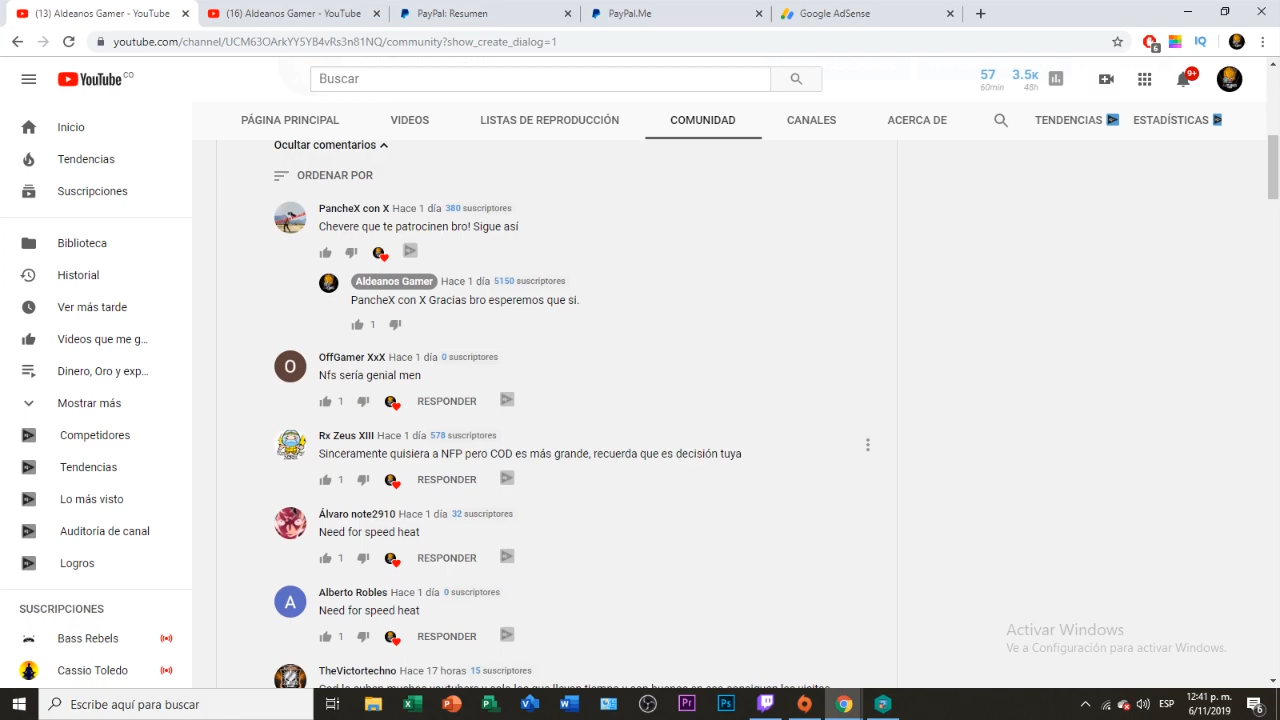 (13) Aldeanos Gamer - YouTube
(16) Aldeanos Gamer - YouTube
PayPal: Resumen
PayPal.Me
Google AdSense
youtube.com/channel/UCM63OArkYY5YB4vRs3n81NQ/community?show_create_dialog=1
6
IQ
YouTube CO
Buscar
57
60min
3.5K
48h
9+
PÁGINA PRINCIPAL
VIDEOS
LISTAS DE REPRODUCCIÓN
COMUNIDAD
CANALES
ACERCA DE
TENDENCIAS
ESTADÍSTICAS
Inicio
Tendencias
Suscripciones
Biblioteca
Historial
Ver más tarde
Videos que me g...
Dinero, Oro y exp...
Mostrar más
Competidores
Tendencias
Lo más visto
Auditoría de canal
Logros
SUSCRIPCIONES
Bass Rebels
Cassio Toledo
Ocultar comentarios
ORDENAR POR
PancheX con X Hace 1 día 380 suscriptores
Chevere que te patrocinen bro! Sigue así
Aldeanos Gamer Hace 1 día 5150 suscriptores
PancheX con X Gracias bro esperemos que si.
1
O
OffGamer XxX Hace 1 día 0 suscriptores
Nfs sería genial men
1 RESPONDER
Rx Zeus XIII Hace 1 día 578 suscriptores
Sinceramente quisiera a NFP pero COD es más grande, recuerda que es decisión tuya
1 RESPONDER
Álvaro note2910 Hace 1 día 32 suscriptores
Need for speed heat
1 RESPONDER
A
Alberto Robles Hace 1 día 0 suscriptores
Need for speed heat
1 RESPONDER
TheVictortechno Hace 17 horas 15 suscriptores
Activar Windows
Ve a Configuración para activar Windows.
Escribe aquí para buscar
Pr
Ps
ESP
12:41 p. m.
6/11/2019
6